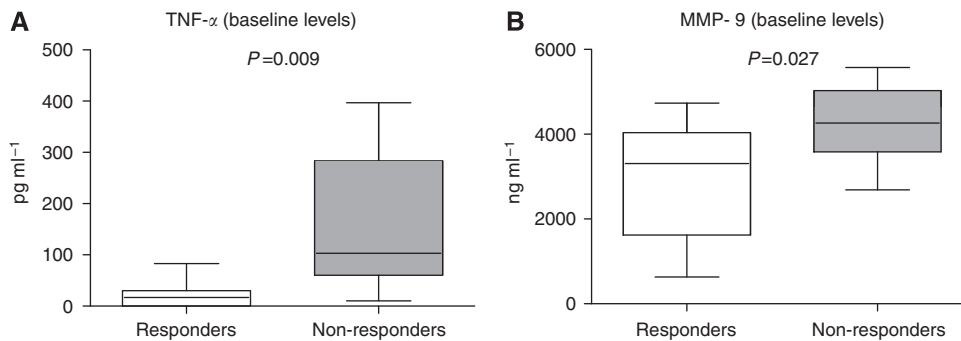 A
TNF-α (baseline levels)
P=0.009
pg ml⁻¹
500
400
300
200
100
0
Responders
Non-responders
B
MMP- 9 (baseline levels)
P=0.027
ng ml⁻¹
6000
4000
2000
0
Responders
Non-responders